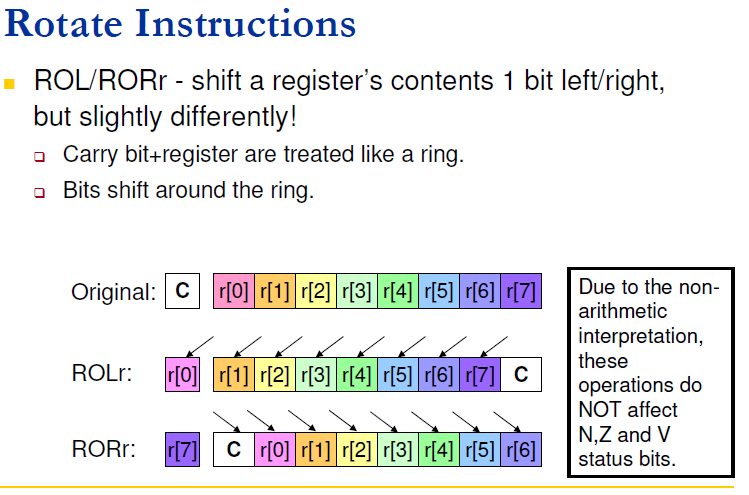 Rotate Instructions
ROL/RORr - shift a register's contents 1 bit left/right,
but slightly differently!
Carry bit+register are treated like a ring.
Bits shift around the ring.
Original: C r[0] r[1] r[2] r[3] r[4] r[5] r[6] r[7]
ROLr: r[0] r[1] r[2] r[3] r[4] r[5] r[6] r[7] C
RORr: r[7] C r[0] r[1] r[2] r[3] r[4] r[5] r[6]
Due to the non-
arithmetic
interpretation,
these
operations do
NOT affect
N,Z and V
status bits.